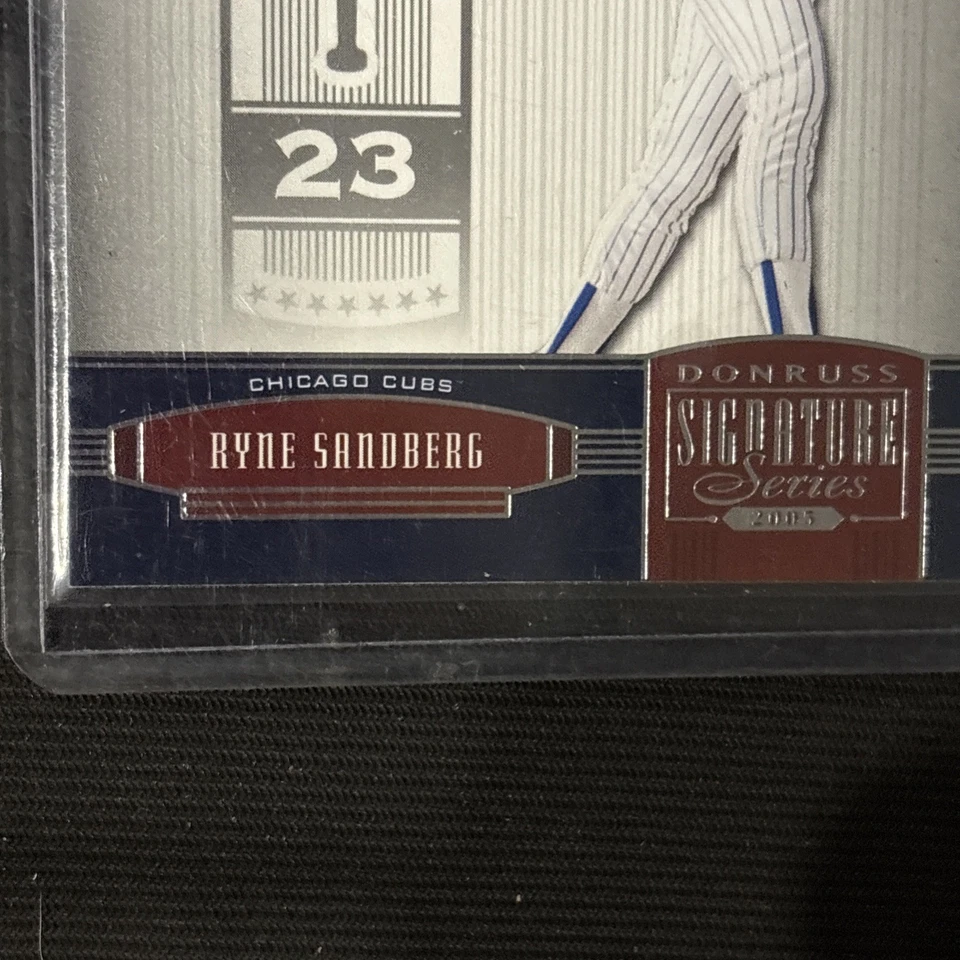 23
CHICAGO CUBS
RYNE SANDBERG
DONRUSS
SIGNATURE
Series
2005